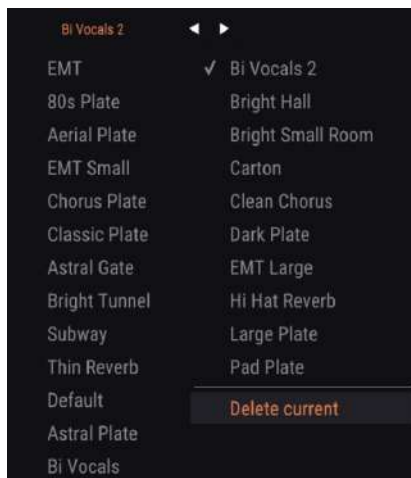 Bi Vocals 2
EMT
80s Plate
Aerial Plate
EMT Small
Chorus Plate
Classic Plate
Astral Gate
Bright Tunnel
Subway
Thin Reverb
Default
Astral Plate
Bi Vocals
✓ Bi Vocals 2
Bright Hall
Bright Small Room
Carton
Clean Chorus
Dark Plate
EMT Large
Hi Hat Reverb
Large Plate
Pad Plate
Delete current